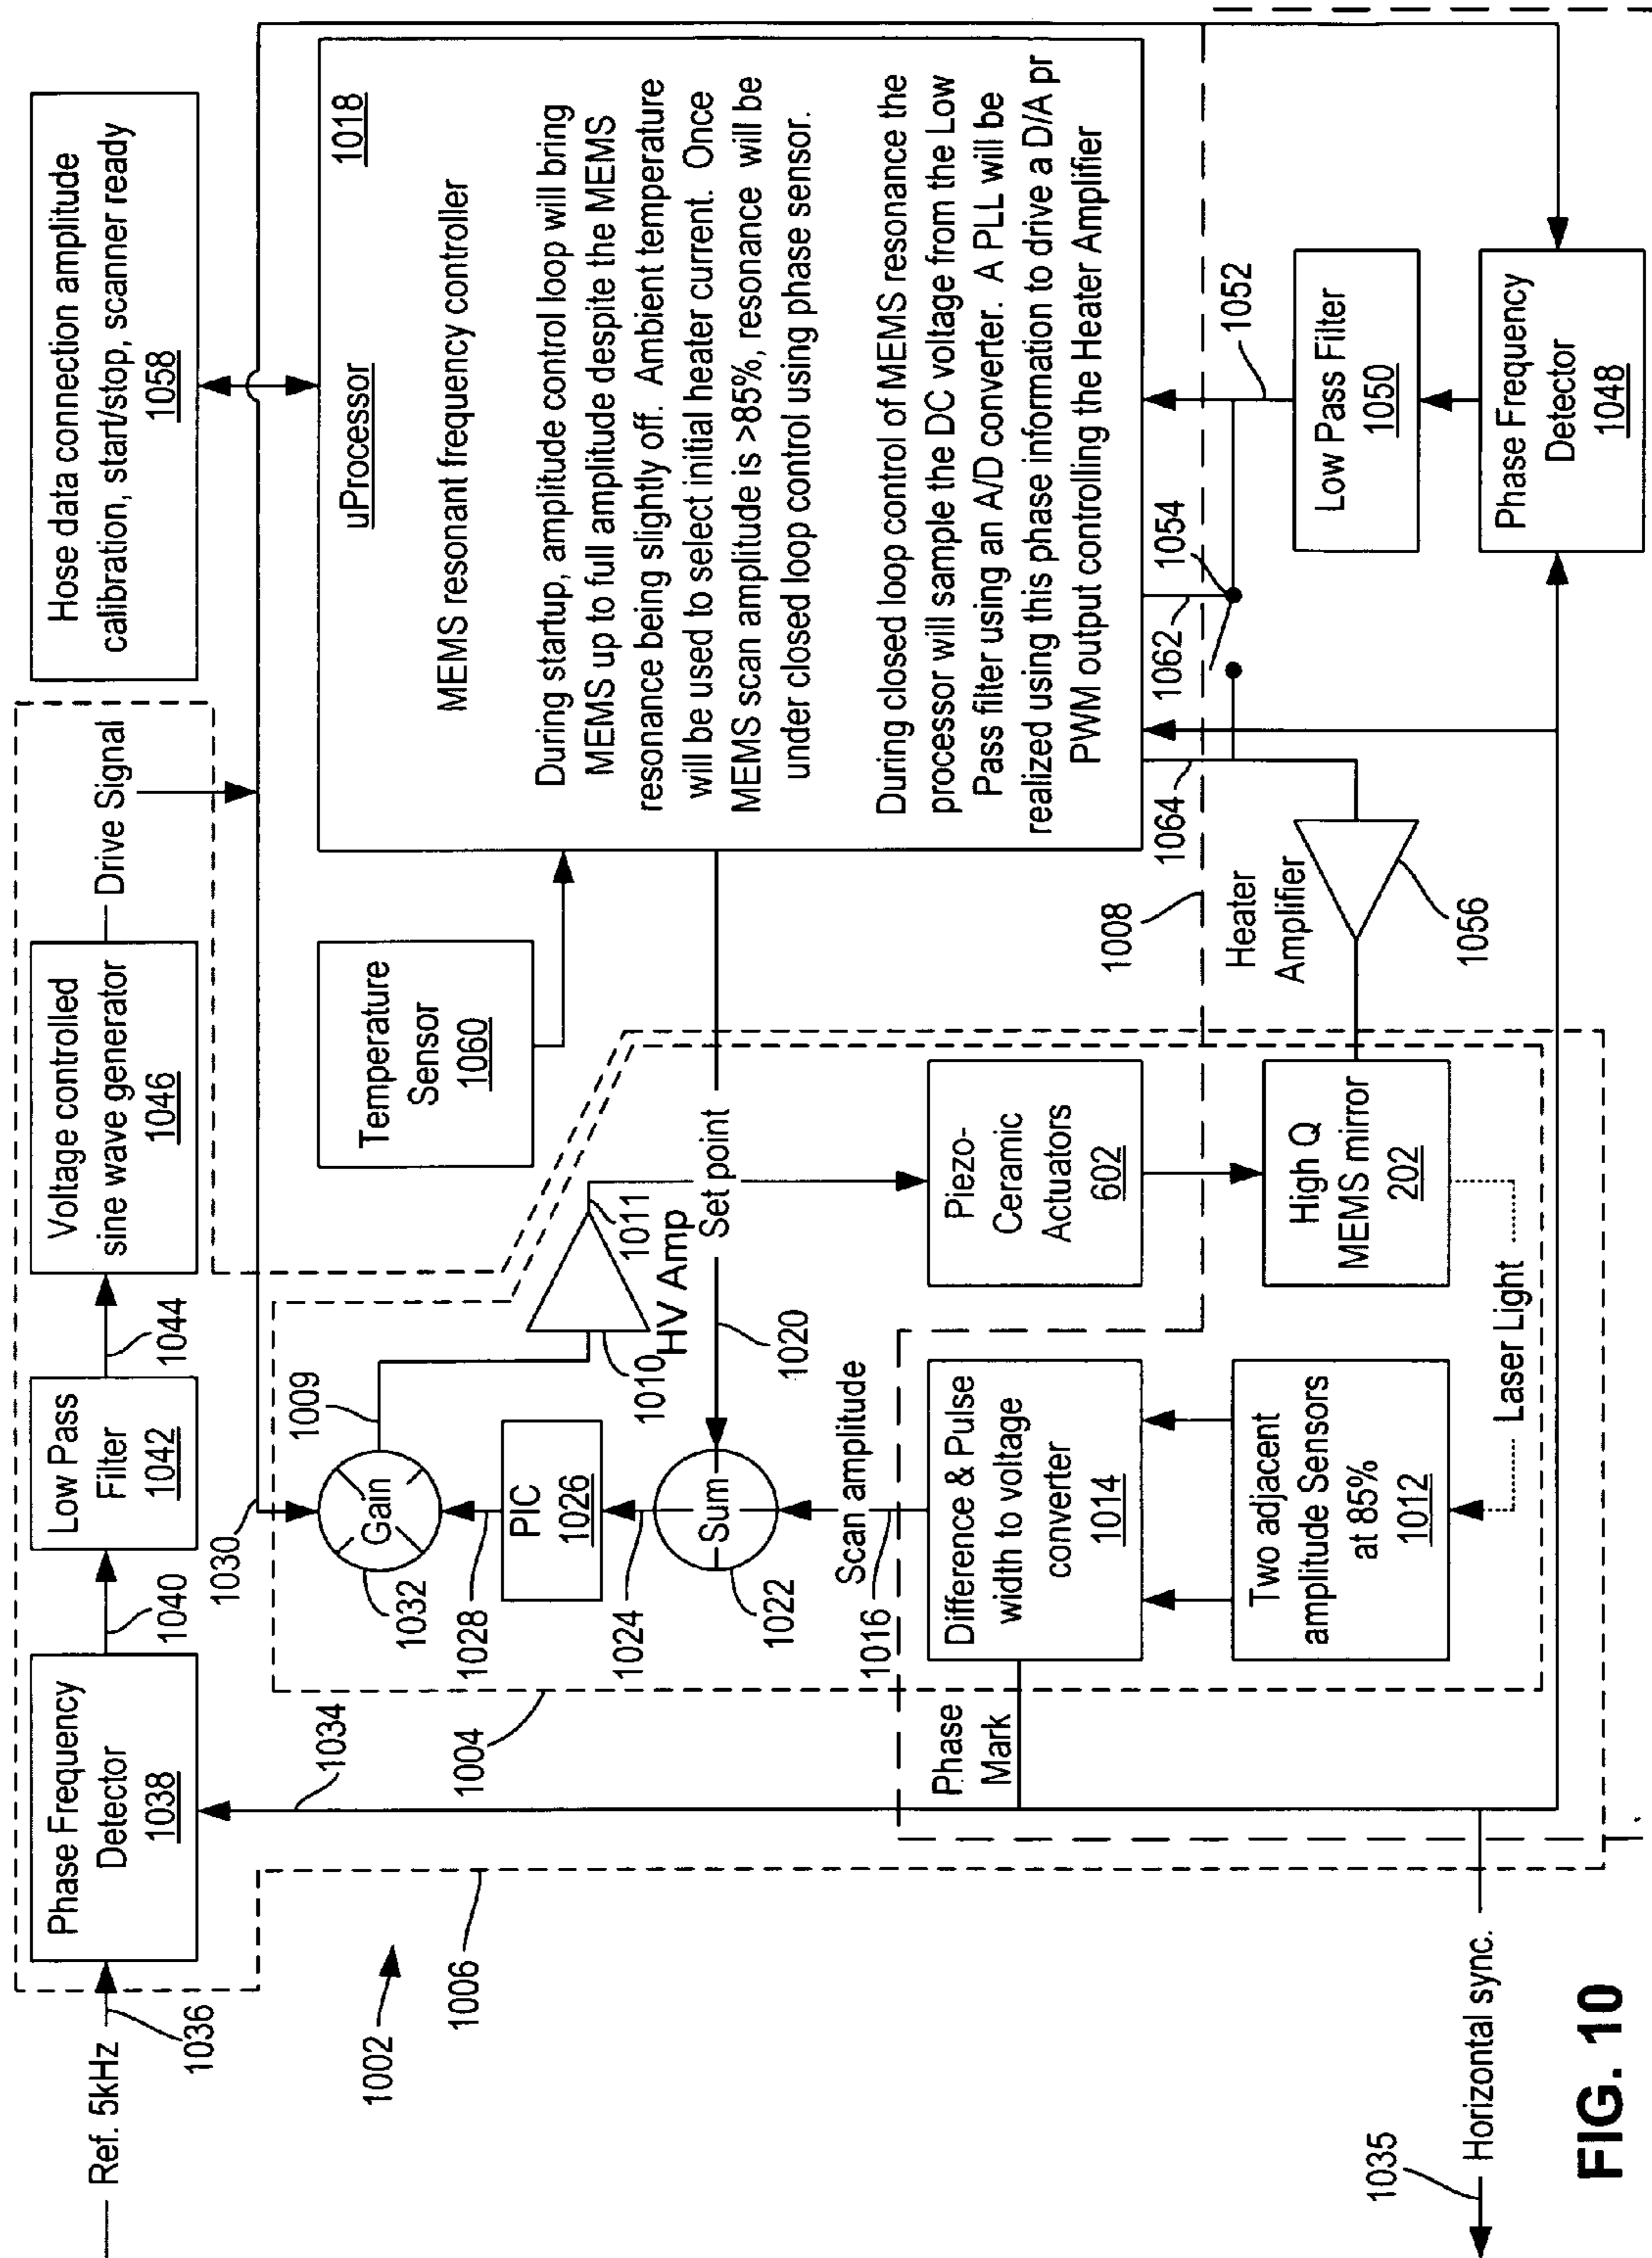 Ref. 5kHz
1036
Phase Frequency
Detector
1038
1040
Low Pass
Filter
1042
1044
Voltage controlled
sine wave generator
1046
Drive Signal
Hose data connection amplitude
calibration, start/stop, scanner ready
1058
1002
1006
1034
1004
1030
1032
Gain
1009
1028
PIC
1026
1024
Sum
1022
1010
HV Amp
1011
Set point
1020
Temperature
Sensor
1060
uProcessor
1018
MEMS resonant frequency controller
During startup, amplitude control loop will bring
MEMS up to full amplitude despite the MEMS
resonance being slightly off. Ambient temperature
will be used to select initial heater current. Once
MEMS scan amplitude is >85%, resonance will be
under closed loop control using phase sensor.
During closed loop control of MEMS resonance the
processor will sample the DC voltage from the Low
Pass filter using an A/D converter. A PLL will be
realized using this phase information to drive a D/A pr
PWM output controlling the Heater Amplifier
1016
Scan amplitude
Phase
Mark
Difference & Pulse
width to voltage
converter
1014
Two adjacent
amplitude Sensors
at 85%
1012
Laser Light
Piezo-
Ceramic
Actuators
602
High Q
MEMS mirror
202
1008
Heater
Amplifier
1056
1064
1062
1054
1052
Low Pass Filter
1050
Phase Frequency
Detector
1048
1035
Horizontal sync.
FIG. 10